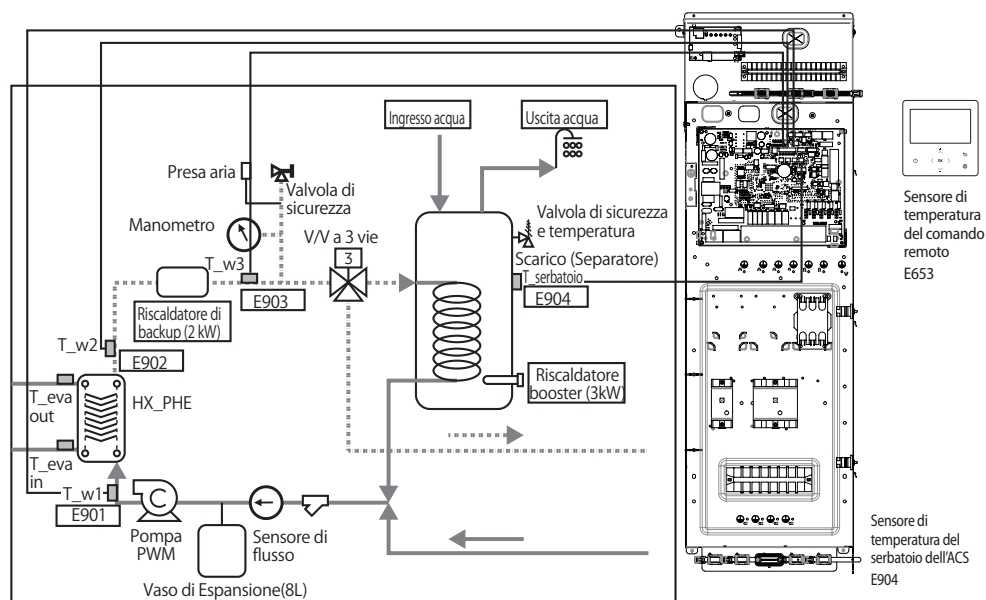 Ingresso acqua
Uscita acqua
Presa aria
Valvola di
sicurezza
Manometro
V/V a 3 vie
3
T_w3
E903
Valvola di sicurezza
e temperatura
Scarico (Separatore)
T_serbatoio
E904
Riscaldatore di
backup (2 kW)
T_w2
E902
HX_PHE
T_eva
out
T_eva
in
T_w1
E901
C
Pompa
PWM
Vaso di Espansione(8L)
Sensore di
flusso
Riscaldatore
booster (3kW)
Sensore di
temperatura
del comando
remoto
E653
Sensore di
temperatura del
serbatoio dell'ACS
E904